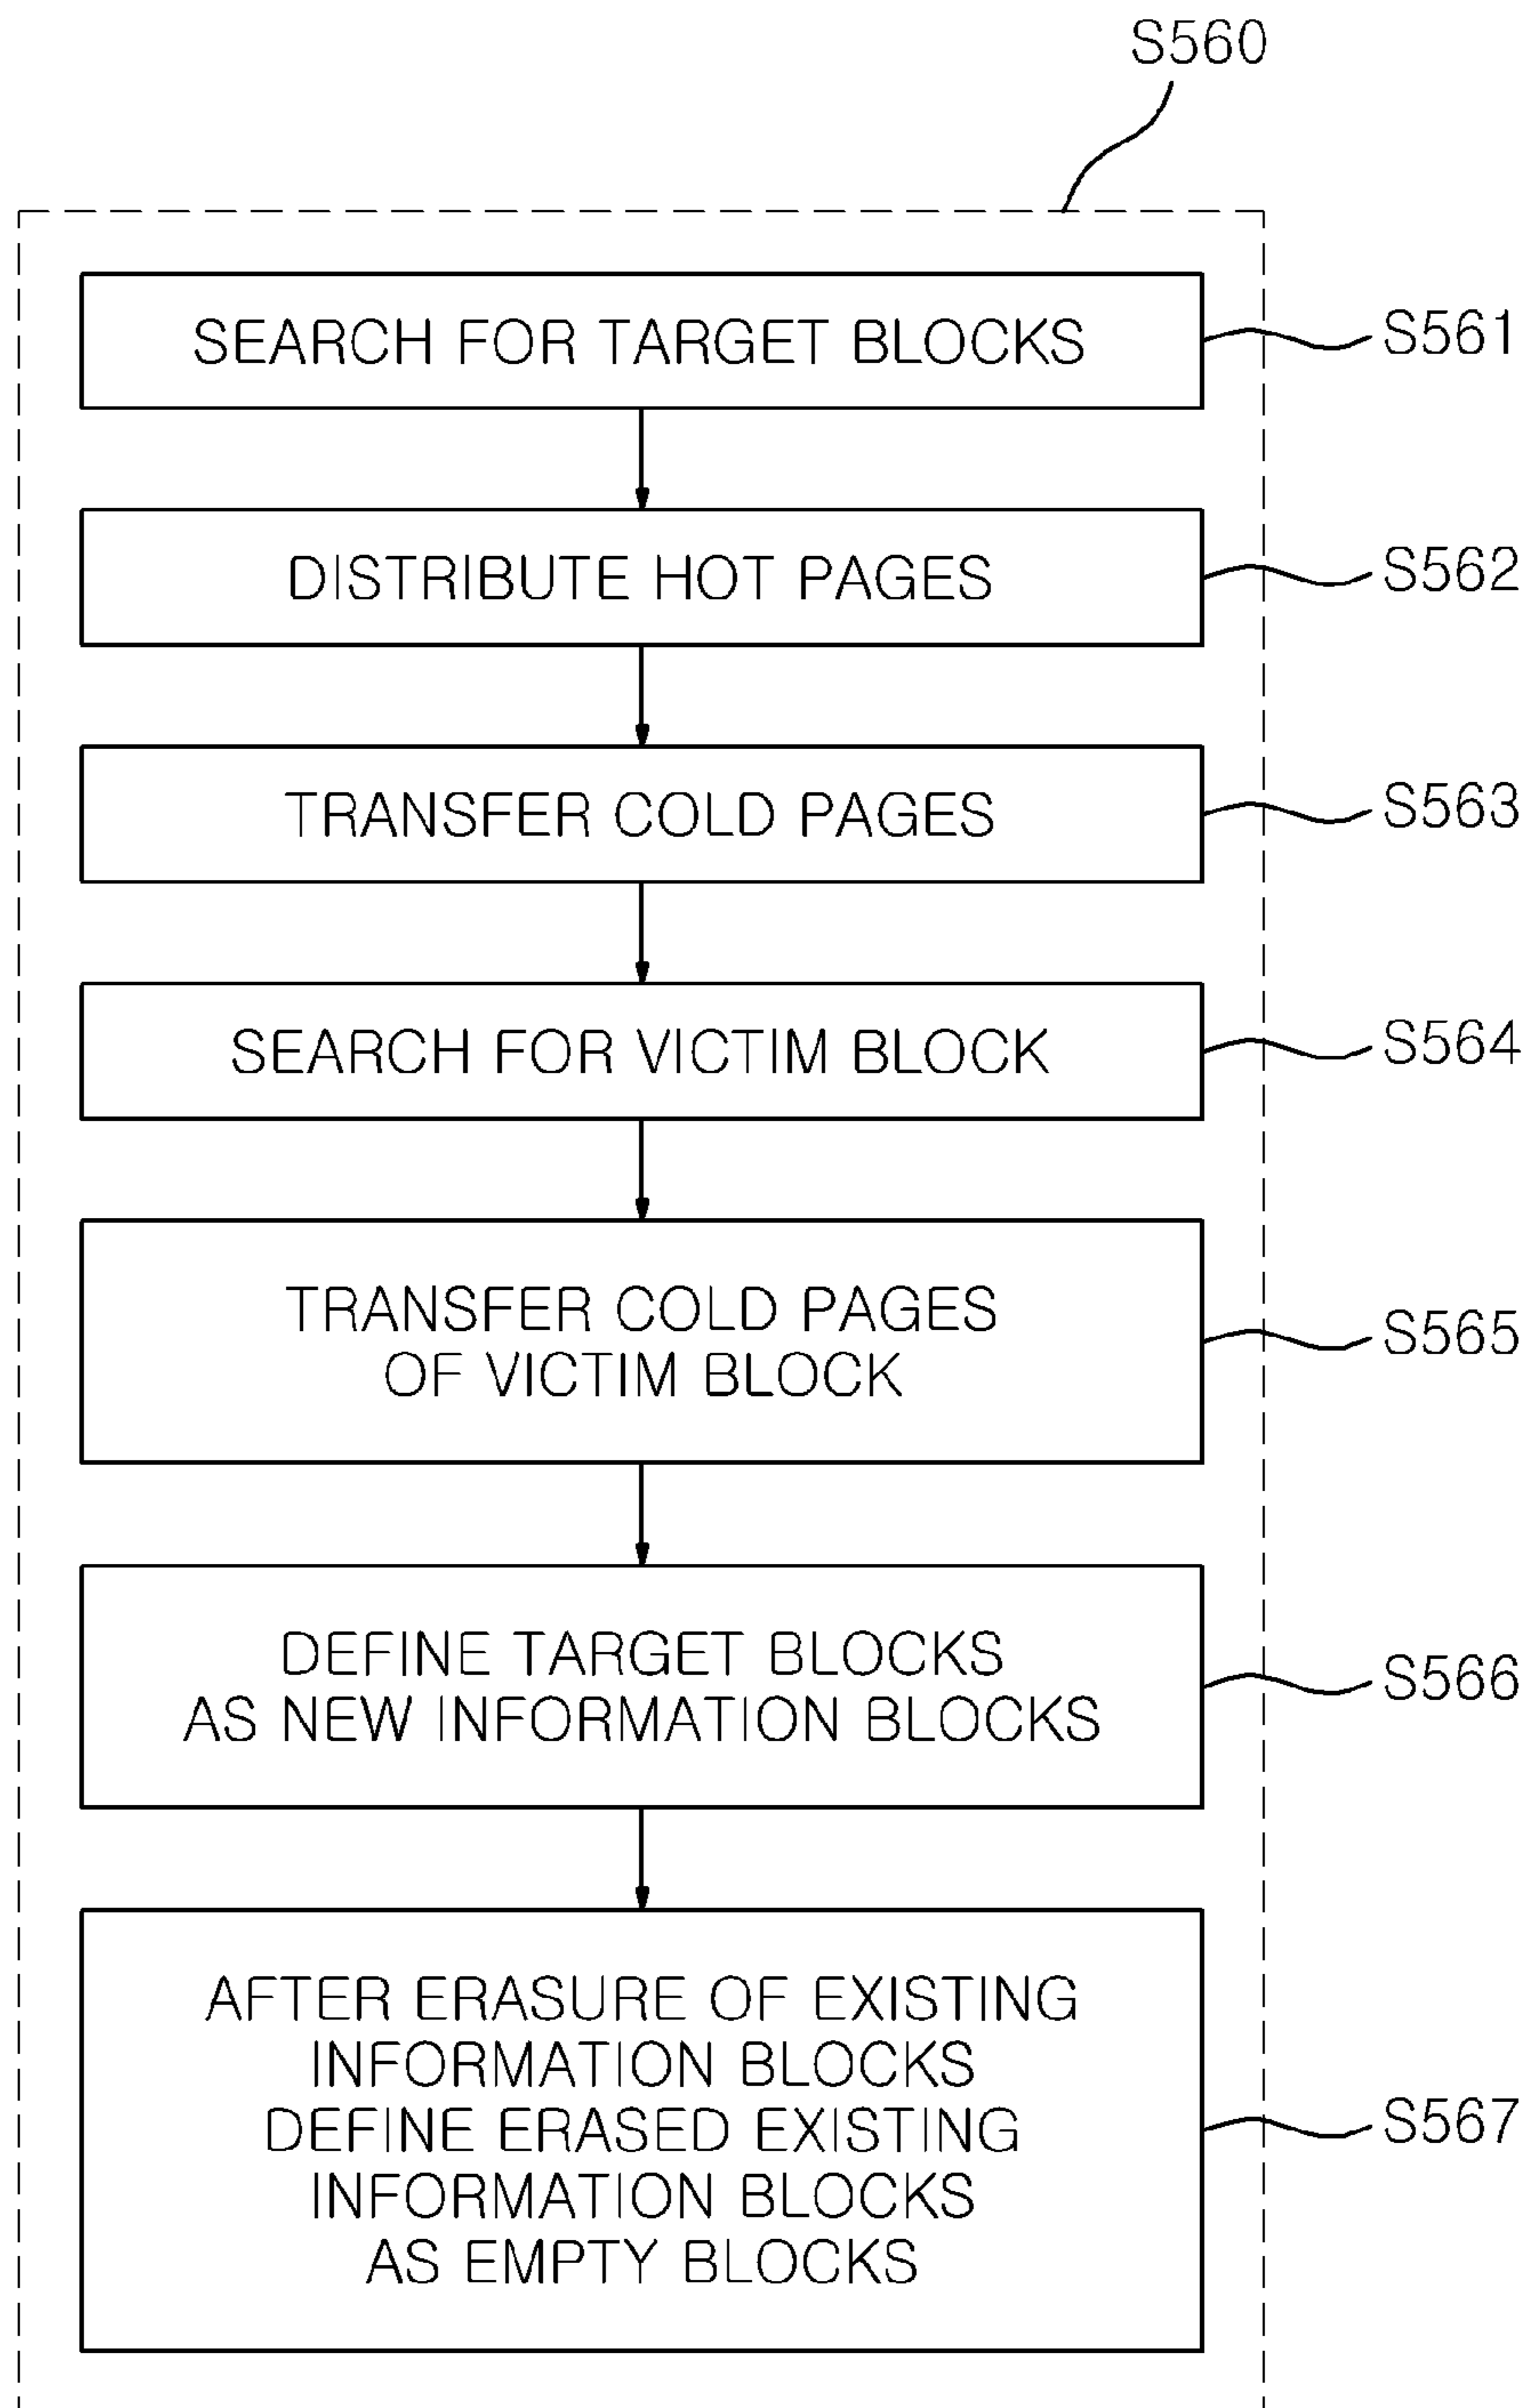 S560
SEARCH FOR TARGET BLOCKS
S561
DISTRIBUTE HOT PAGES
S562
TRANSFER COLD PAGES
S563
SEARCH FOR VICTIM BLOCK
S564
TRANSFER COLD PAGES
OF VICTIM BLOCK
S565
DEFINE TARGET BLOCKS
AS NEW INFORMATION BLOCKS
S566
AFTER ERASURE OF EXISTING
INFORMATION BLOCKS
DEFINE ERASED EXISTING
INFORMATION BLOCKS
AS EMPTY BLOCKS
S567